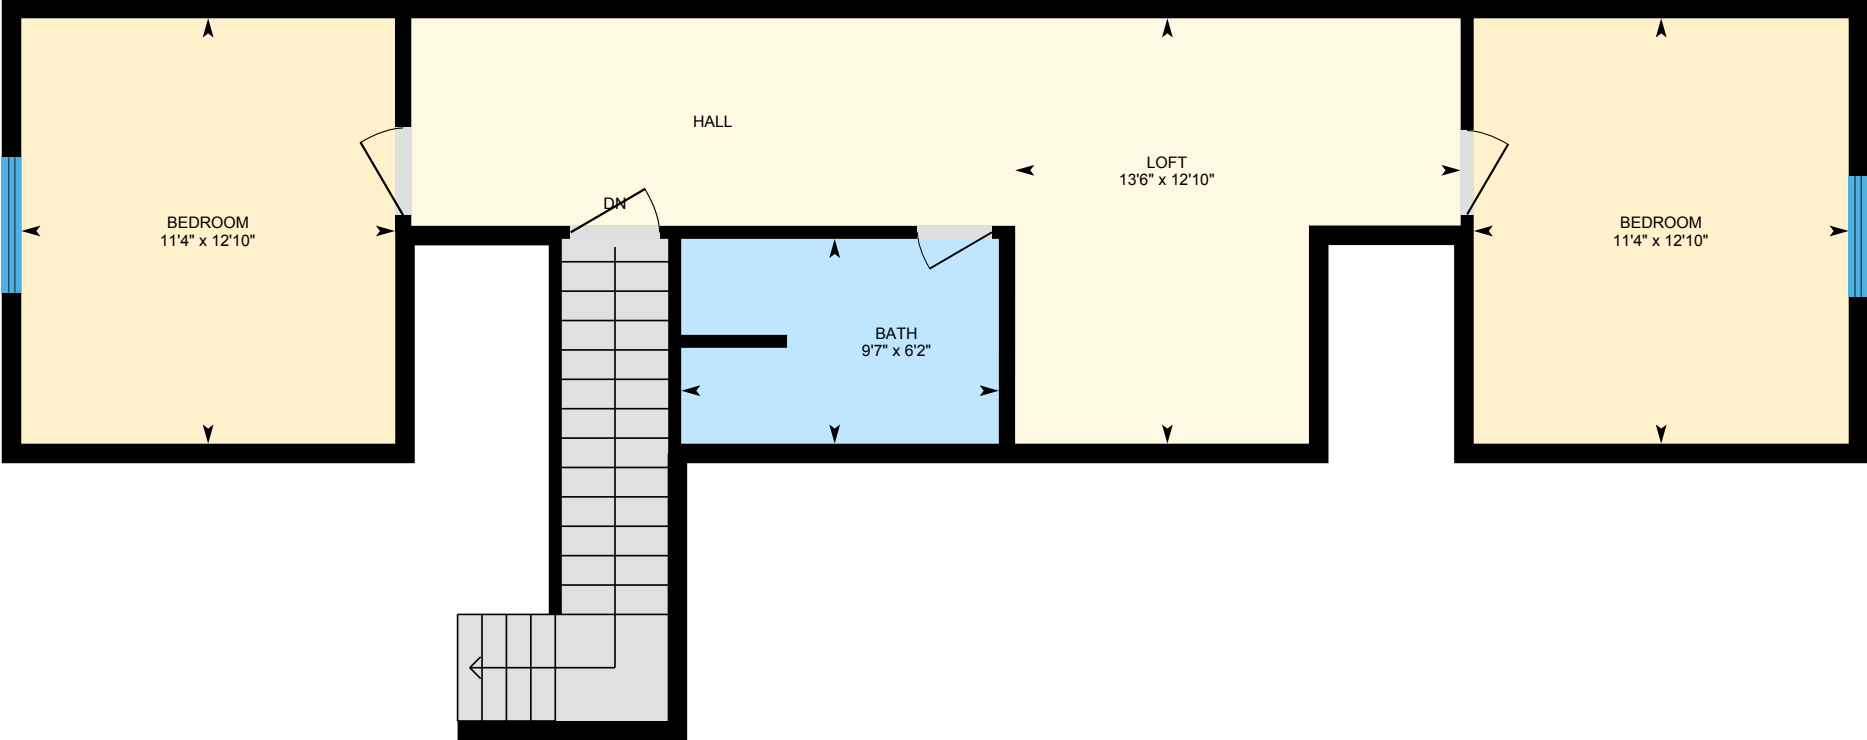 HALL
LOFT
13'6" x 12'10"
DN
BEDROOM
11'4" x 12'10"
BEDROOM
11'4" x 12'10"
BATH
9'7" x 6'2"